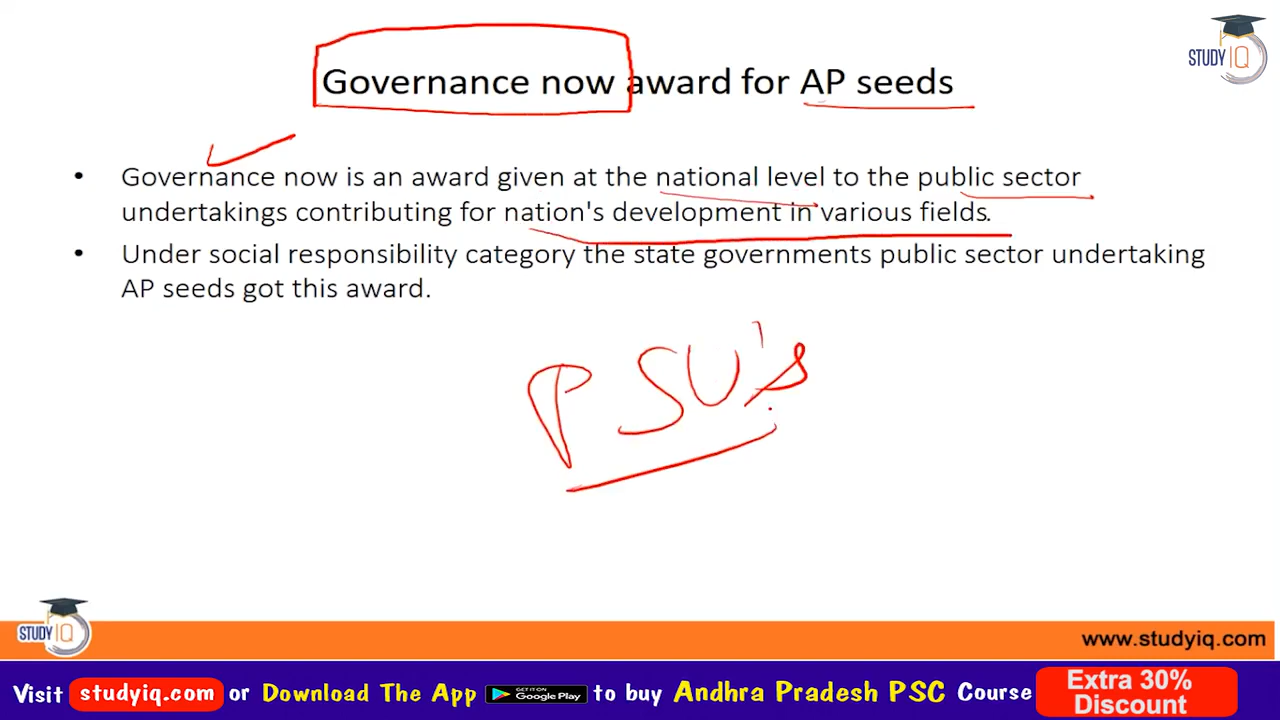 STUDY IQ
Governance now award for AP seeds
• Governance now is an award given at the national level to the public sector
undertakings contributing for nation's development in various fields.
• Under social responsibility category the state governments public sector undertaking
AP seeds got this award.
PSU's
STUDY IQ
www.studyiq.com
Visit studyiq.com or Download The App GET IT ON Google Play to buy Andhra Pradesh PSC Course Extra 30%
Discount